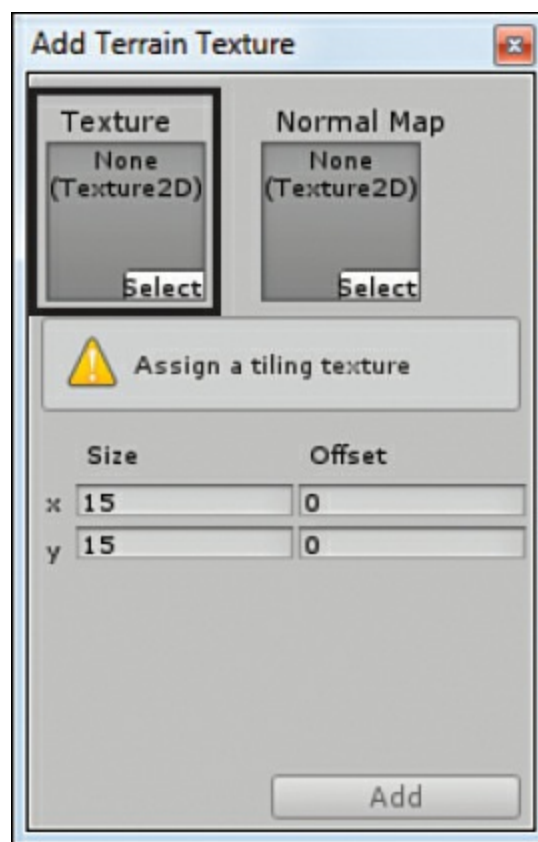 Add Terrain Texture
Texture Normal Map
None None
(Texture2D) (Texture2D)
Select Select
Assign a tiling texture
Size Offset
x 15 0
y 15 0
Add